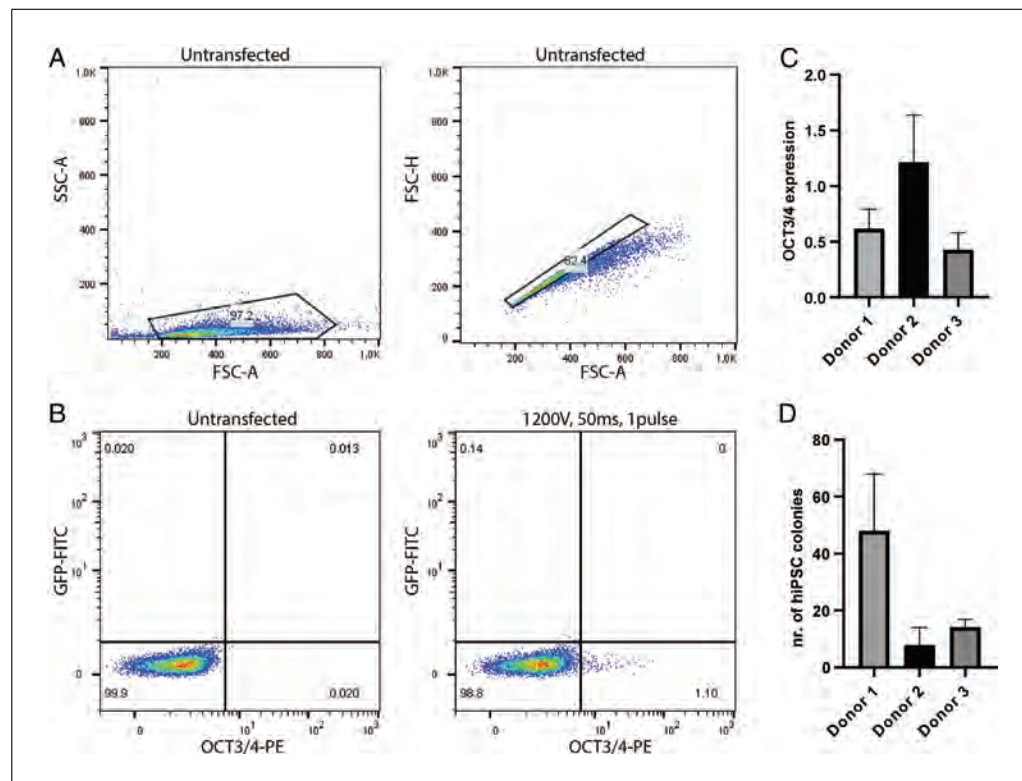 A
Untransfected
1,0K
800
600
400
200
SSC-A
97.2
0
200
400
600
800
1,0K
FSC-A
Untransfected
1,0K
800
600
400
200
0
FSC-H
62.4
200
400
600
800
1,0K
FSC-A
C
2.0
1.5
1.0
0.5
0.0
OCT3/4 expression
Donor 1
Donor 2
Donor 3
B
Untransfected
10³
10²
10¹
0
GFP-FITC
0.020
0.013
99.9
0.020
0
10¹
10²
10³
OCT3/4-PE
1200V, 50ms, 1pulse
10³
10²
10¹
0
GFP-FITC
0.14
0
98.8
1.10
0
10¹
10²
10³
OCT3/4-PE
D
80
60
40
20
0
nr. of hiPSC colonies
Donor 1
Donor 2
Donor 3